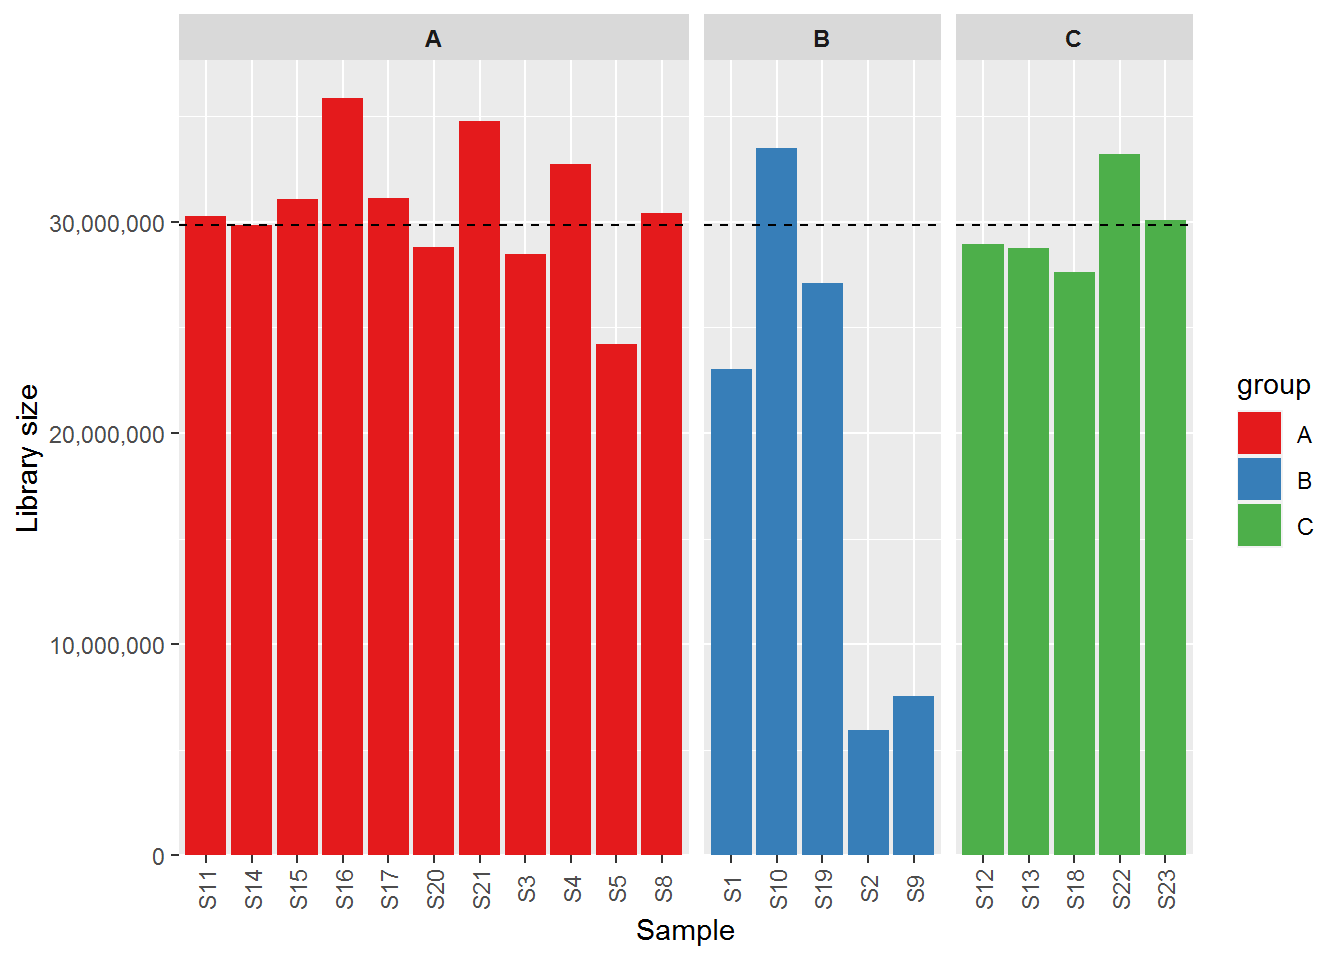 A
B
C
Library size
30,000,000
20,000,000
10,000,000
0
S11
S14
S15
S16
S17
S20
S21
S3
S4
S5
S8
S1
S10
S19
S2
S9
S12
S13
S18
S22
S23
Sample
group
A
B
C